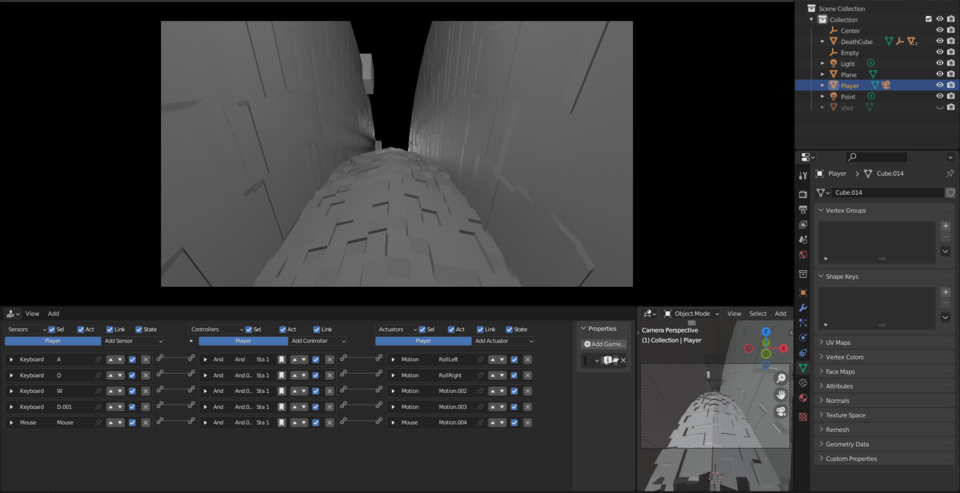 Scene Collection
Collection
Center
DeathCube
Empty
Light
Plane
Player
Point
shot
Player > Cube.014
Cube.014
Vertex Groups
Shape Keys
UV Maps
Vertex Colors
Face Maps
Attributes
Normals
Texture Space
Remesh
Geometry Data
Custom Properties
View Add
Sensors Sel Act Link State Controllers Sel Act Link Actuators Sel Act Link State
Player Add Sensor Player Add Controller Player Add Actuator
Keyboard A And And Sta 1 Motion RollLeft
Keyboard D And And.0... Sta 1 Motion RollRight
Keyboard W And And.0... Sta 1 Motion Motion.002
Keyboard D.001 And And.0... Sta 1 Motion Motion.003
Mouse Mouse And And.0... Sta 1 Motion Motion.004
Properties
Add Game...
Object Mode View Select Add
Camera Perspective
(1) Collection | Player
Z